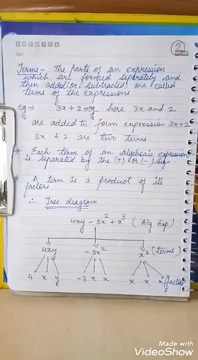 2
Terms:- The parts of an expression
which are formed separately and
then added (or subtracted) are called
terms of the expressions
Eg→ 3x + 2 → here 3x and 2
are added to form expression 3x+2
3x & 2 are two terms
* Each term of an algebraic expression
is separated by the (+) or (-) sign
A term is a product of its
factors
∴ Tree diagram
4xy - 3x² + x³ (Alg Exp)
4xy -3x² x³ (terms)
4 x y -3 x x x x x (factors)